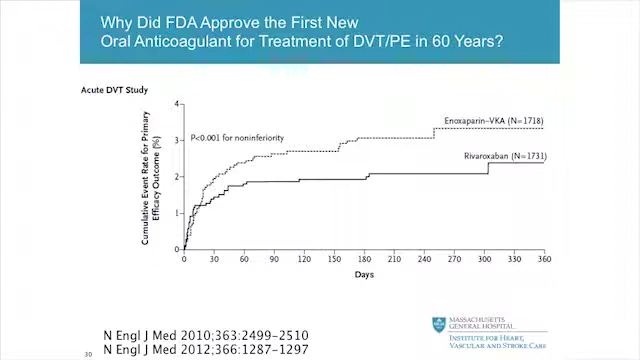 Why Did FDA Approve the First New
Oral Anticoagulant for Treatment of DVT/PE in 60 Years?
Acute DVT Study
Cumulative Event Rate for Primary
Efficacy Outcome (%)
4
3
2
1
0
P<0.001 for noninferiority
Enoxaparin–VKA (N=1718)
Rivaroxaban (N=1731)
0 30 60 90 120 150 180 210 240 270 300 330 360
Days
N Engl J Med 2010;363:2499-2510
N Engl J Med 2012;366:1287-1297
30
MASSACHUSETTS
GENERAL HOSPITAL
INSTITUTE FOR HEART,
VASCULAR AND STROKE CARE